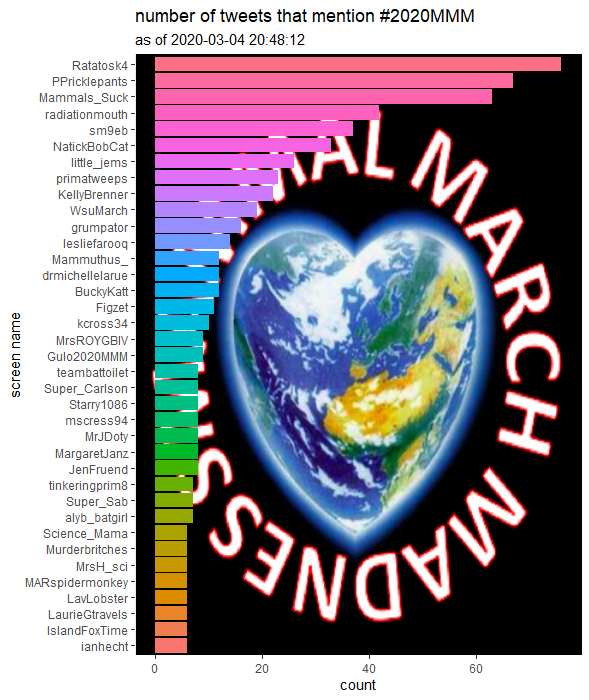 number of tweets that mention #2020MMM
as of 2020-03-04 20:48:12
screen name
Ratatosk4
PPricklepants
Mammals_Suck
radiationmouth
sm9eb
NatickBobCat
little_jems
primatweeps
KellyBrenner
WsuMarch
grumpator
lesliefarooq
Mammuthus_
drmichellelarue
BuckyKatt
Figzet
kcross34
MrsROYGBIV
Gulo2020MMM
teambattoilet
Super_Carlson
Starry1086
mscress94
MrJDoty
MargaretJanz
JenFruend
tinkeringprim8
Super_Sab
alyb_batgirl
Science_Mama
Murderbritches
MrsH_sci
MARspidermonkey
LavLobster
LaurieGtravels
IslandFoxTime
ianhecht
MARCH MADNESS
0 20 40 60
count